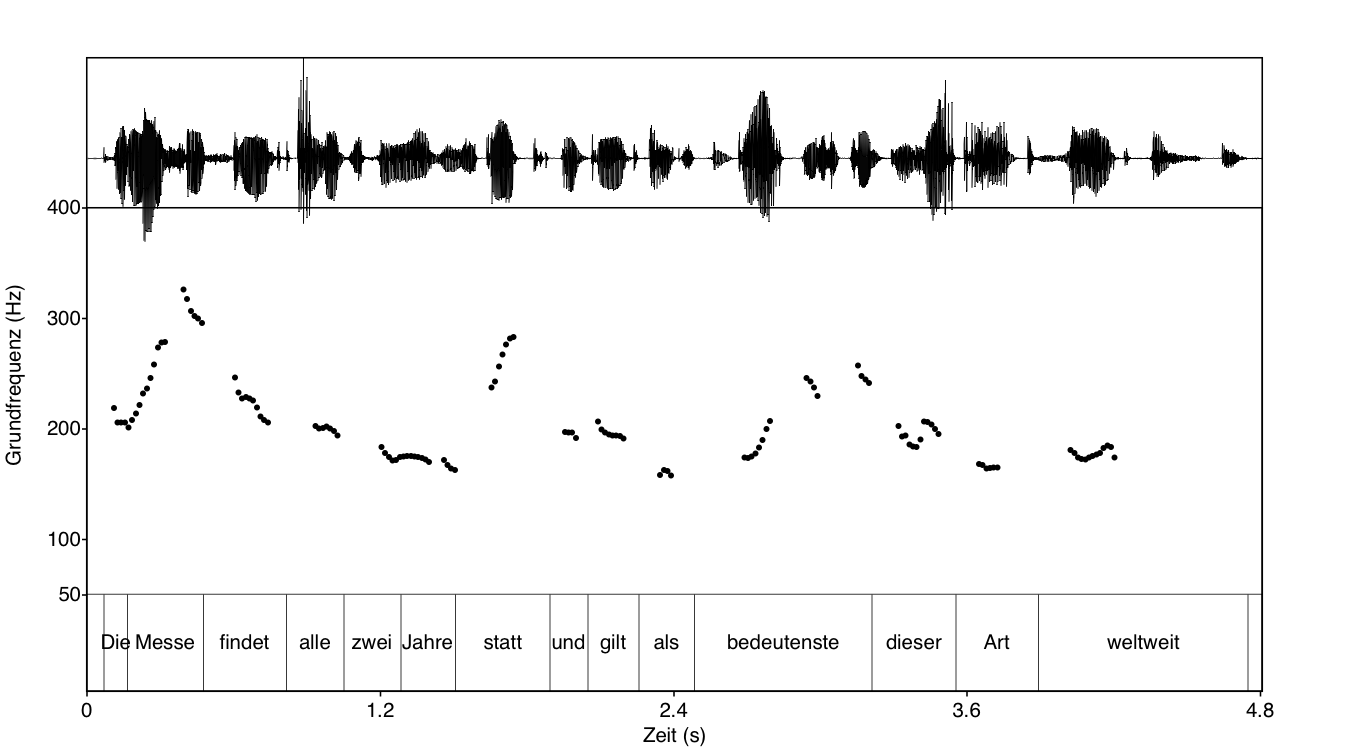 400
300
200
100
50
Grundfrequenz (Hz)
Die Messe findet alle zwei Jahre statt und gilt als bedeutenste dieser Art weltweit
0 1.2 2.4 3.6 4.8
Zeit (s)